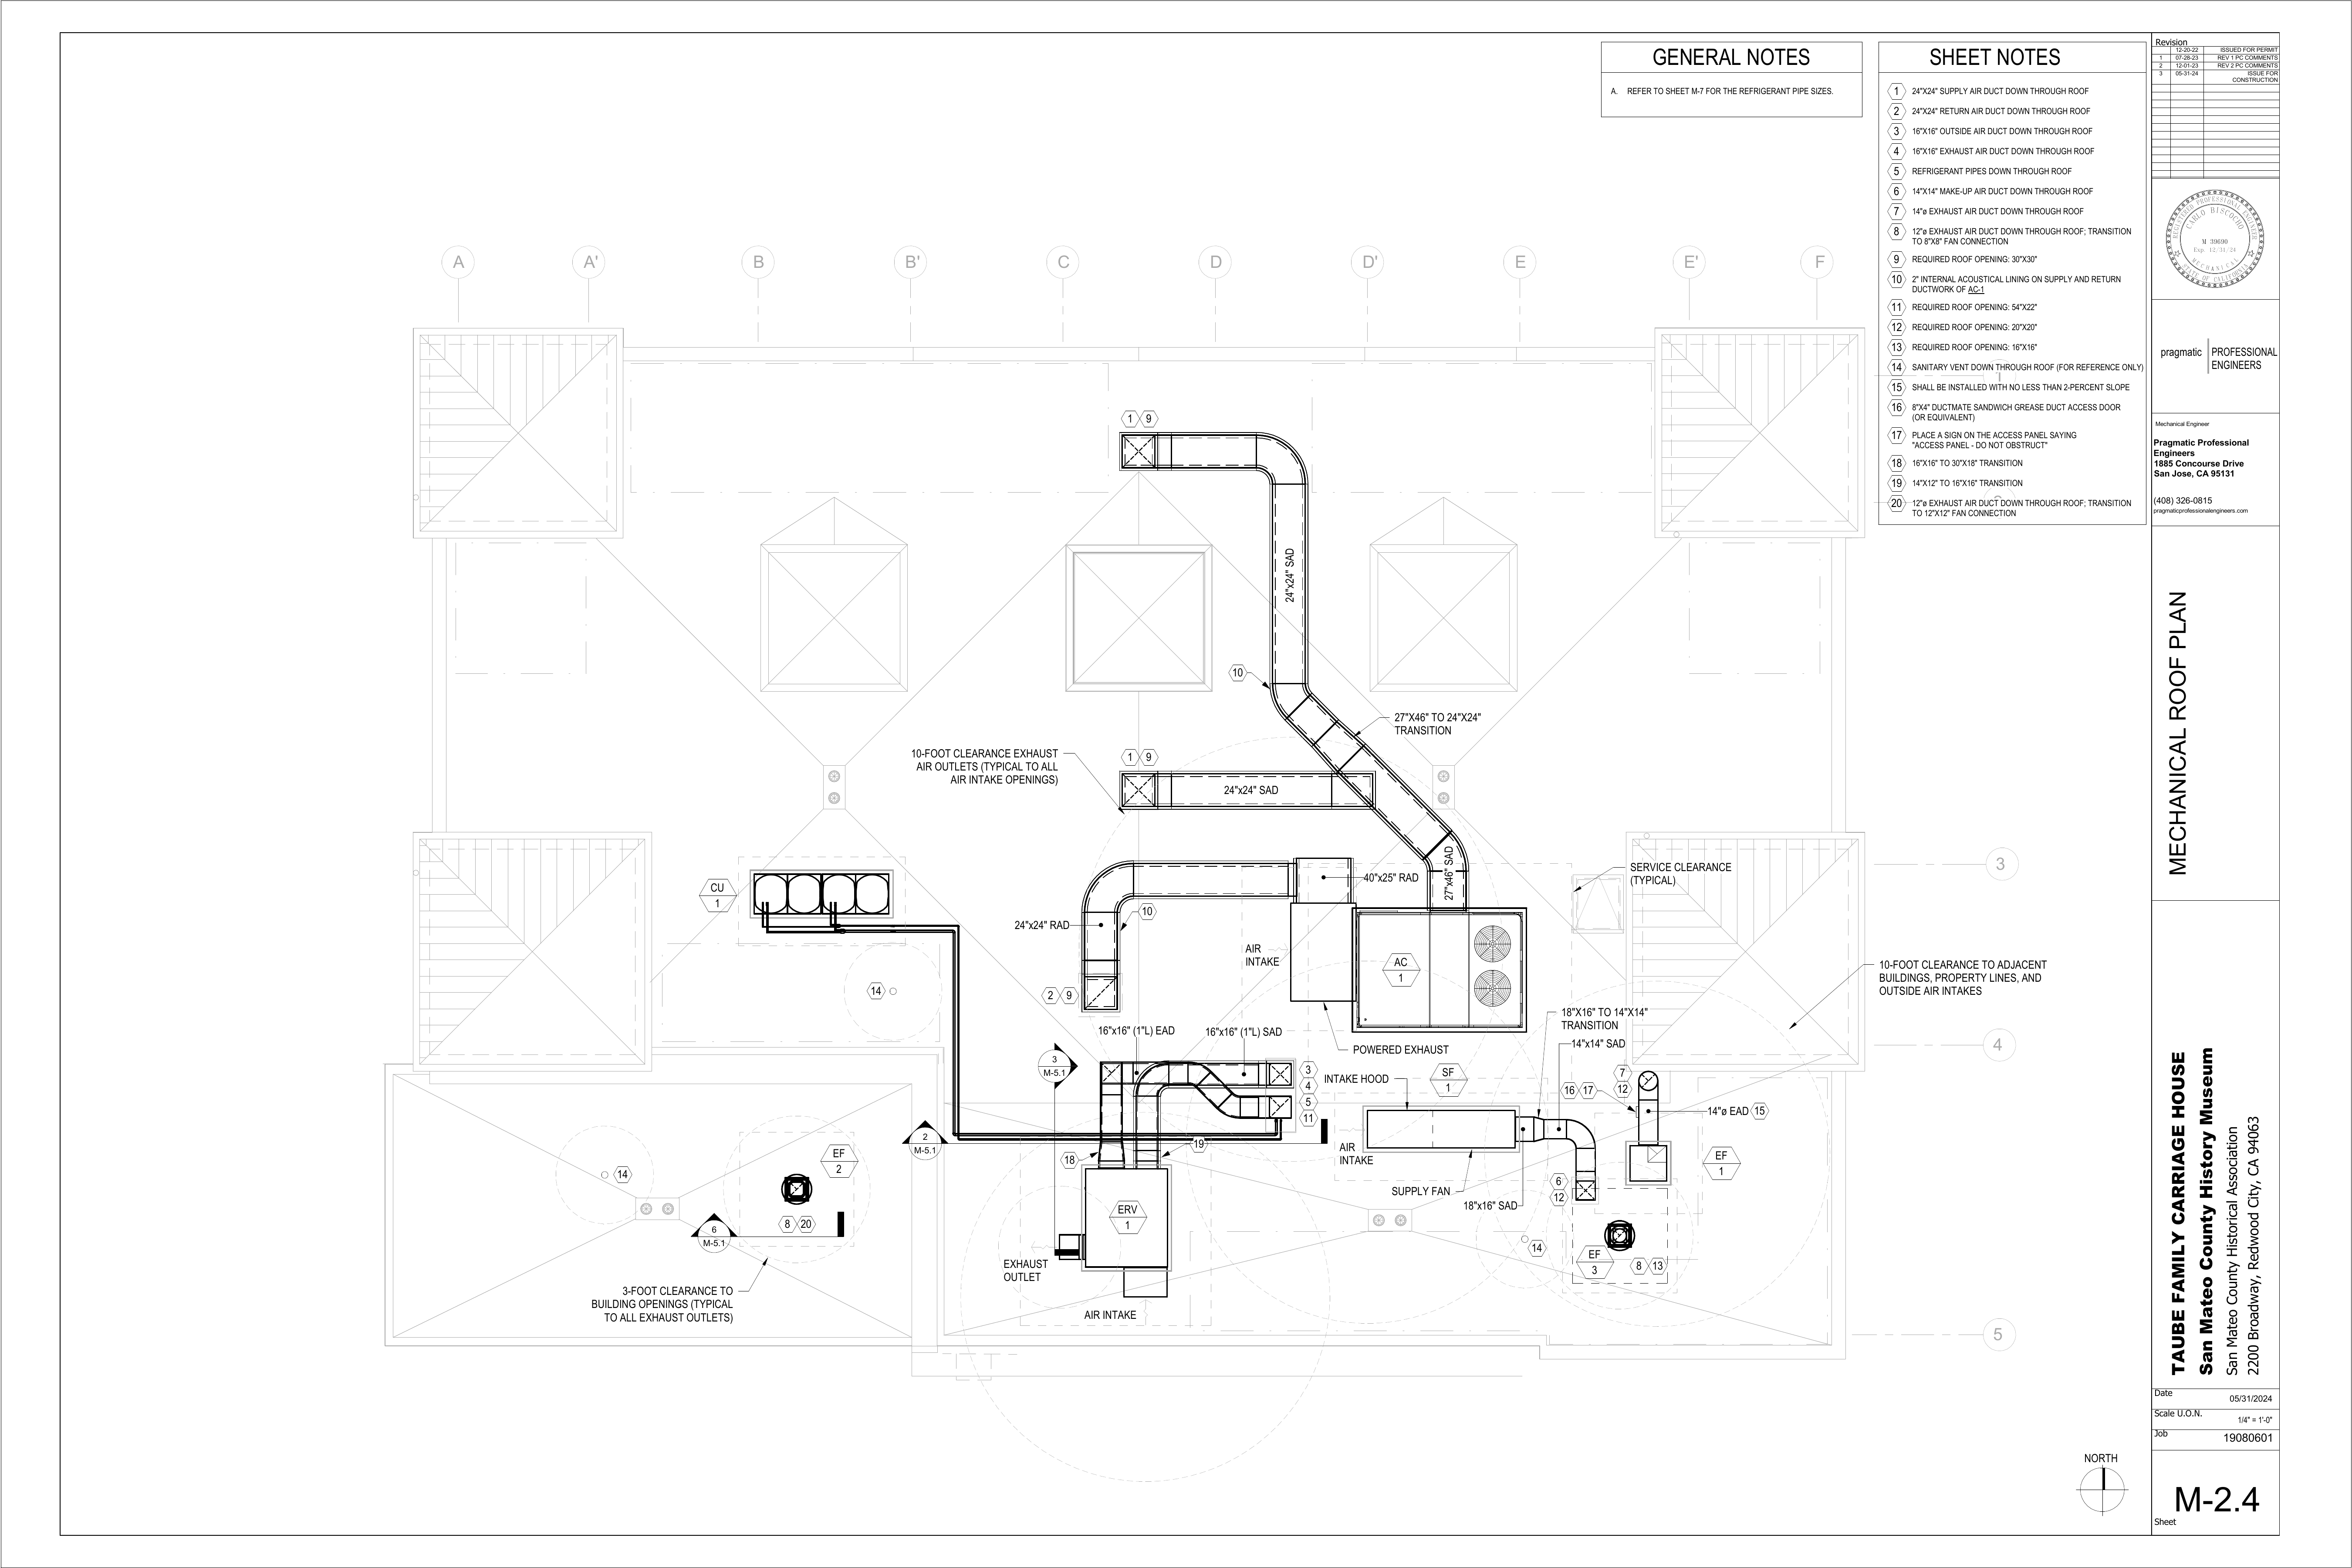 GENERAL NOTES
A. REFER TO SHEET M-7 FOR THE REFRIGERANT PIPE SIZES.
SHEET NOTES
1 24"X24" SUPPLY AIR DUCT DOWN THROUGH ROOF
2 24"X24" RETURN AIR DUCT DOWN THROUGH ROOF
3 16"X16" OUTSIDE AIR DUCT DOWN THROUGH ROOF
4 16"X16" EXHAUST AIR DUCT DOWN THROUGH ROOF
5 REFRIGERANT PIPES DOWN THROUGH ROOF
6 14"X14" MAKE-UP AIR DUCT DOWN THROUGH ROOF
7 14"ø EXHAUST AIR DUCT DOWN THROUGH ROOF
8 12"ø EXHAUST AIR DUCT DOWN THROUGH ROOF; TRANSITION
TO 8"X8" FAN CONNECTION
9 REQUIRED ROOF OPENING: 30"X30"
10 2" INTERNAL ACOUSTICAL LINING ON SUPPLY AND RETURN
DUCTWORK OF AC-1
11 REQUIRED ROOF OPENING: 54"X22"
12 REQUIRED ROOF OPENING: 20"X20"
13 REQUIRED ROOF OPENING: 16"X16"
14 SANITARY VENT DOWN THROUGH ROOF (FOR REFERENCE ONLY)
15 SHALL BE INSTALLED WITH NO LESS THAN 2-PERCENT SLOPE
16 8"X4" DUCTMATE SANDWICH GREASE DUCT ACCESS DOOR
(OR EQUIVALENT)
17 PLACE A SIGN ON THE ACCESS PANEL SAYING
"ACCESS PANEL - DO NOT OBSTRUCT"
18 16"X16" TO 30"X18" TRANSITION
19 14"X12" TO 16"X16" TRANSITION
20 12"ø EXHAUST AIR DUCT DOWN THROUGH ROOF; TRANSITION
TO 12"X12" FAN CONNECTION
Revision
12-20-22 ISSUED FOR PERMIT
1 07-28-23 REV 1 PC COMMENTS
2 12-01-23 REV 2 PC COMMENTS
3 05-31-24 ISSUE FOR
CONSTRUCTION
REGISTERED PROFESSIONAL ENGINEER
CARLO BISCOCHO
M 39690
Exp. 12/31/24
MECHANICAL
STATE OF CALIFORNIA
pragmatic PROFESSIONAL
ENGINEERS
Mechanical Engineer
Pragmatic Professional
Engineers
1885 Concourse Drive
San Jose, CA 95131
(408) 326-0815
pragmaticprofessionalengineers.com
MECHANICAL ROOF PLAN
TAUBE FAMILY CARRIAGE HOUSE
San Mateo County History Museum
San Mateo County Historical Association
2200 Broadway, Redwood City, CA 94063
Date
05/31/2024
Scale U.O.N.
1/4" = 1'-0"
Job
19080601
M-2.4
Sheet
NORTH
A A' B B' C D D' E E' F
3
4
5
1 9
24"x24" SAD
10
27"X46" TO 24"X24"
TRANSITION
10-FOOT CLEARANCE EXHAUST
AIR OUTLETS (TYPICAL TO ALL
AIR INTAKE OPENINGS)
1 9
24"x24" SAD
27"x46" SAD
40"x25" RAD
SERVICE CLEARANCE
(TYPICAL)
CU
1
24"x24" RAD
10
AIR
INTAKE
AC
1
10-FOOT CLEARANCE TO ADJACENT
BUILDINGS, PROPERTY LINES, AND
OUTSIDE AIR INTAKES
14
2 9
16"x16" (1"L) EAD
16"x16" (1"L) SAD
18"X16" TO 14"X14"
TRANSITION
14"x14" SAD
POWERED EXHAUST
3
M-5.1
INTAKE HOOD
SF
1
3
4
5
11
16 17
7
12
14"ø EAD 15
2
M-5.1
18
19
AIR
INTAKE
SUPPLY FAN
18"x16" SAD
6
12
EF
1
14
EF
2
8 20
6
M-5.1
ERV
1
EXHAUST
OUTLET
14
EF
3
8 13
3-FOOT CLEARANCE TO
BUILDING OPENINGS (TYPICAL
TO ALL EXHAUST OUTLETS)
AIR INTAKE